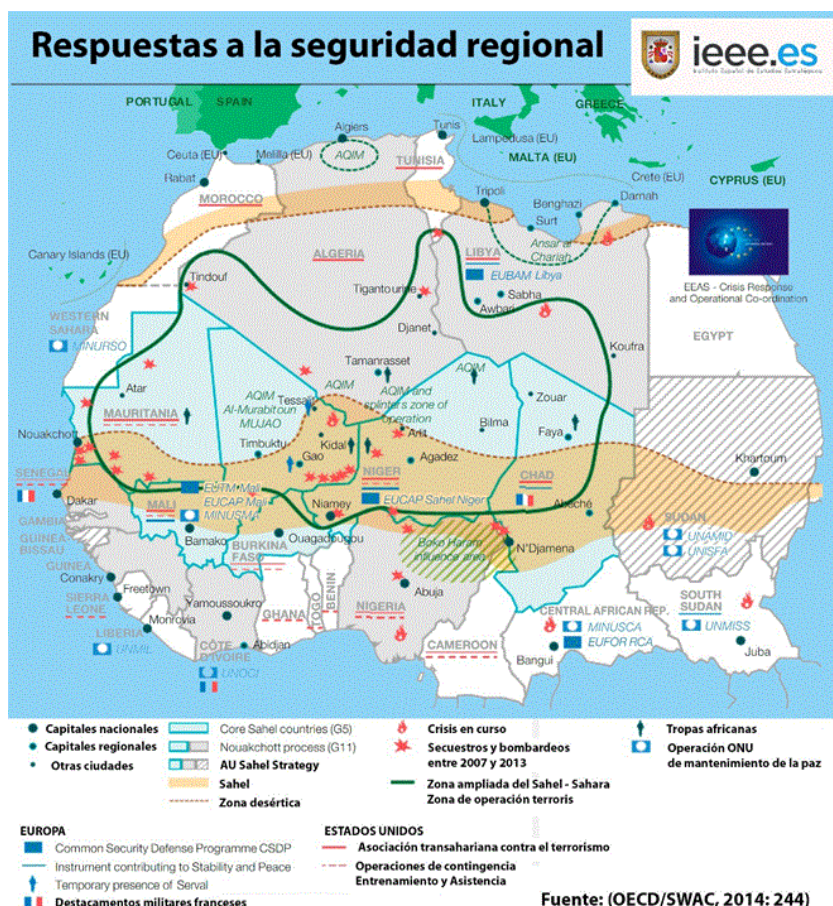 Respuestas a la seguridad regional
ieee.es
Instituto Español de Estudios Estratégicos
PORTUGAL SPAIN ITALY GREECE
Algiers
Tunis
Lampedusa (EU)
Ceuta (EU)
Melilla (EU)
AQIM
TUNISIA
MALTA (EU)
Rabat
Crete (EU)
CYPRUS (EU)
MOROCCO
Tripoli
Benghazi
Darnah
Surt
Canary Islands (EU)
ALGERIA
LIBYA
Ansar al
Chariah
EUBAM Libya
EEAS - Crisis Response
and Operational Co-ordination
Tindouf
Tigantourine
Sabha
Awbari
WESTERN
SAHARA
MINURSO
Djanet
EGYPT
Koufra
Tamanrasset
Atar
AQIM
AQIM
AQIM and
splinters zone of
operation
AQIM
Al-Murabitoun
MUJAO
Tessalit
Zouar
MAURITANIA
Bilma
Faya
Nouakchott
Timbuktu
Kidal
Arlit
Gao
Agadez
Khartoum
SENEGAL
NIGER
CHAD
EUTM Mali
EUCAP Mali
MINUSMA
EUCAP Sahel Niger
Dakar
MALI
Niamey
Abéché
GAMBIA
SUDAN
UNAMID
UNISFA
GUINEA
BISSAU
Bamako
BURKINA
FASO
Ouagadougou
Boko Haram
influence area
N'Djamena
GUINEA
Conakry
Freetown
SIERRA
LEONE
Yamoussoukro
GHANA
TOGO
BENIN
NIGERIA
Abuja
CENTRAL AFRICAN REP.
MINUSCA
EUFOR RCA
SOUTH
SUDAN
UNMISS
Monrovia
LIBERIA
UNMIL
CÔTE
D'IVOIRE
Abidjan
UNOCI
CAMEROON
Bangui
Juba
Capitales nacionales
Capitales regionales
Otras ciudades
Core Sahel countries (G5)
Nouakchott process (G11)
AU Sahel Strategy
Sahel
Zona desértica
Crisis en curso
Secuestros y bombardeos
entre 2007 y 2013
Zona ampliada del Sahel - Sahara
Zona de operación terroris
Tropas africanas
Operación ONU
de mantenimiento de la paz
EUROPA
Common Security Defense Programme CSDP
Instrument contributing to Stability and Peace
Temporary presence of Serval
Destacamentos militares franceses
ESTADOS UNIDOS
Asociación transahariana contra el terrorismo
Operaciones de contingencia
Entrenamiento y Asistencia
Fuente: (OECD/SWAC, 2014: 244)